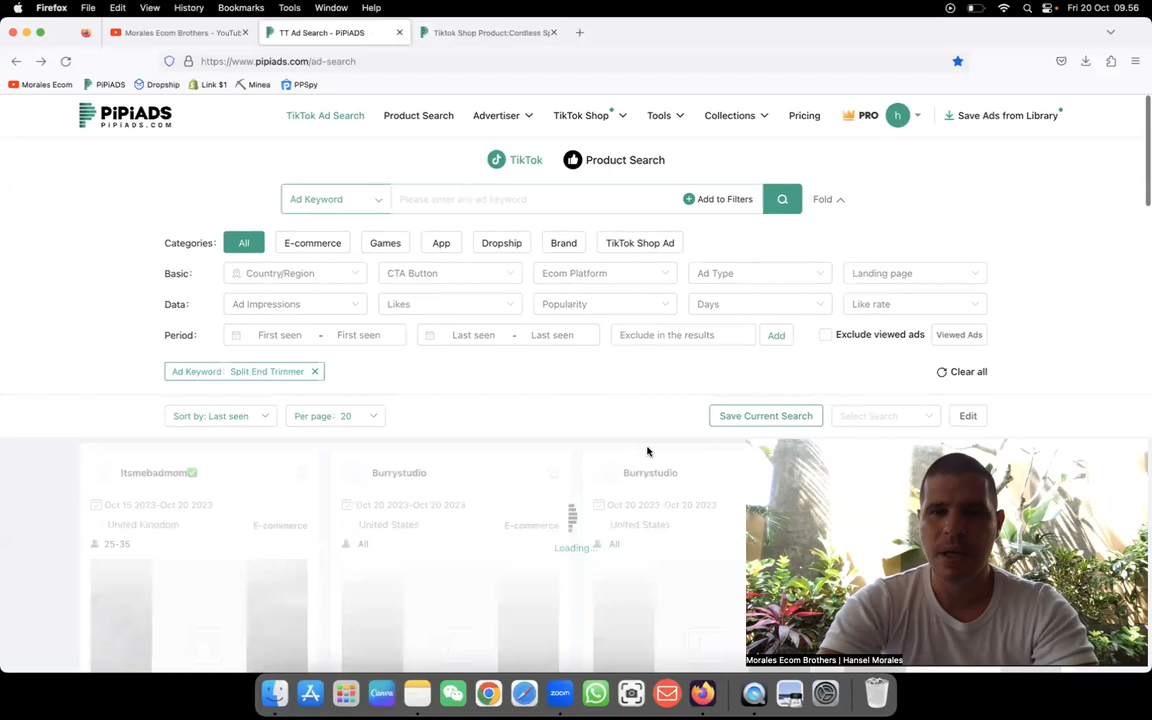 Firefox File Edit View History Bookmarks Tools Window Help Fri 20 Oct 09.56
Morales Ecom Brothers - YouTub
TT Ad Search - PiPiADS
Tiktok Shop Product:Cordless Sp
https://www.pipiads.com/ad-search
Morales Ecom PiPiADS Dropship Link $1 Minea PPSpy
PiPiADS
PIPIADS.COM
TikTok Ad Search Product Search Advertiser TikTok Shop Tools Collections Pricing PRO h Save Ads from Library
TikTok Product Search
Ad Keyword Please enter any ad keyword Add to Filters Fold
Categories: All E-commerce Games App Dropship Brand TikTok Shop Ad
Basic: Country/Region CTA Button Ecom Platform Ad Type Landing page
Data: Ad Impressions Likes Popularity Days Like rate
Period: First seen - First seen Last seen - Last seen Exclude in the results Add Exclude viewed ads Viewed Ads
Ad Keyword: Split End Trimmer Clear all
Sort by: Last seen Per page: 20 Save Current Search Select Search Edit
Itsmebadmom Burrystudio Burrystudio
Oct 15 2023-Oct 20 2023 Oct 20 2023-Oct 20 2023 Oct 20 2023-Oct 20 2023
United Kingdom E-commerce United States E-commerce United States
25-35 All All
Loading...
Morales Ecom Brothers | Hansel Morales
Canva zoom